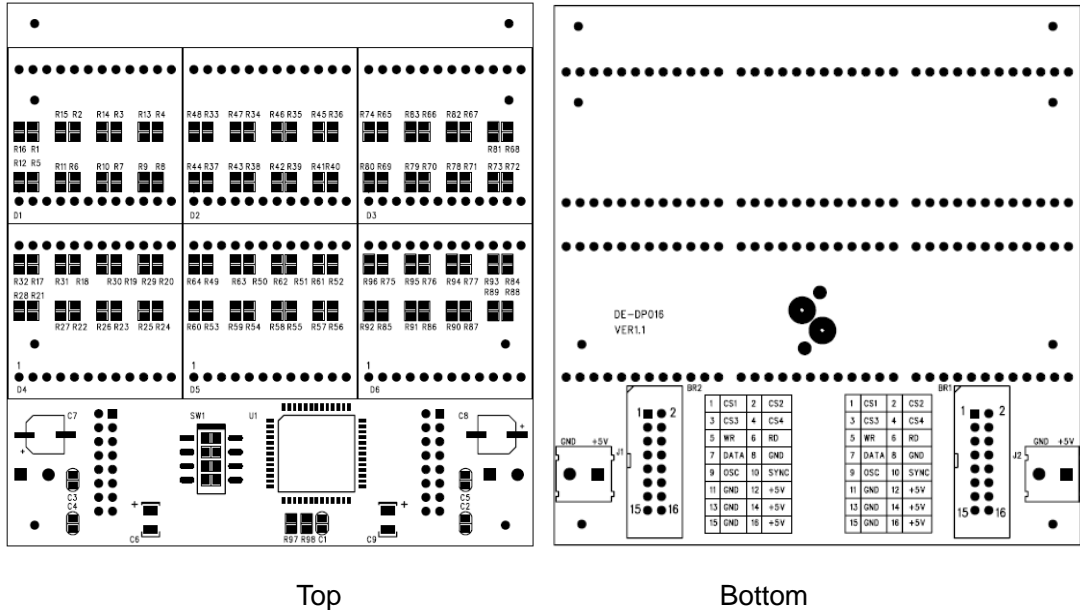 R15 R2 R14 R3 R13 R4 R48 R33 R47 R34 R46 R35 R45 R36 R74 R65 R83 R66 R82 R67
R16 R1 R81 R68
R12 R5 R11 R6 R10 R7 R9 R8 R44 R37 R43 R38 R42 R39 R41 R40 R80 R69 R79 R70 R78 R71 R73 R72
D1 D2 D3
R32 R17 R31 R18 R30 R19 R29 R20 R64 R49 R63 R50 R62 R51 R61 R52 R96 R75 R95 R76 R94 R77 R93 R84
R28 R21 R89 R88
R27 R22 R26 R23 R25 R24 R60 R53 R59 R54 R58 R55 R57 R56 R92 R85 R91 R86 R90 R87
1 1 1
D4 D5 D6
C7 SW1 U1 C8
+ +
C3 C5
C4 C2
+ +
C6 R97 R98 C1 C9
DE-DP016
VER1.1
BR2 BR1
1 2
15 16
GND +5V
J1
1 CS1 2 CS2
3 CS3 4 CS4
5 WR 6 RD
7 DATA 8 GND
9 OSC 10 SYNC
11 GND 12 +5V
13 GND 14 +5V
15 GND 16 +5V
1 CS1 2 CS2
3 CS3 4 CS4
5 WR 6 RD
7 DATA 8 GND
9 OSC 10 SYNC
11 GND 12 +5V
13 GND 14 +5V
15 GND 16 +5V
1 2
15 16
GND +5V
J2
Top Bottom